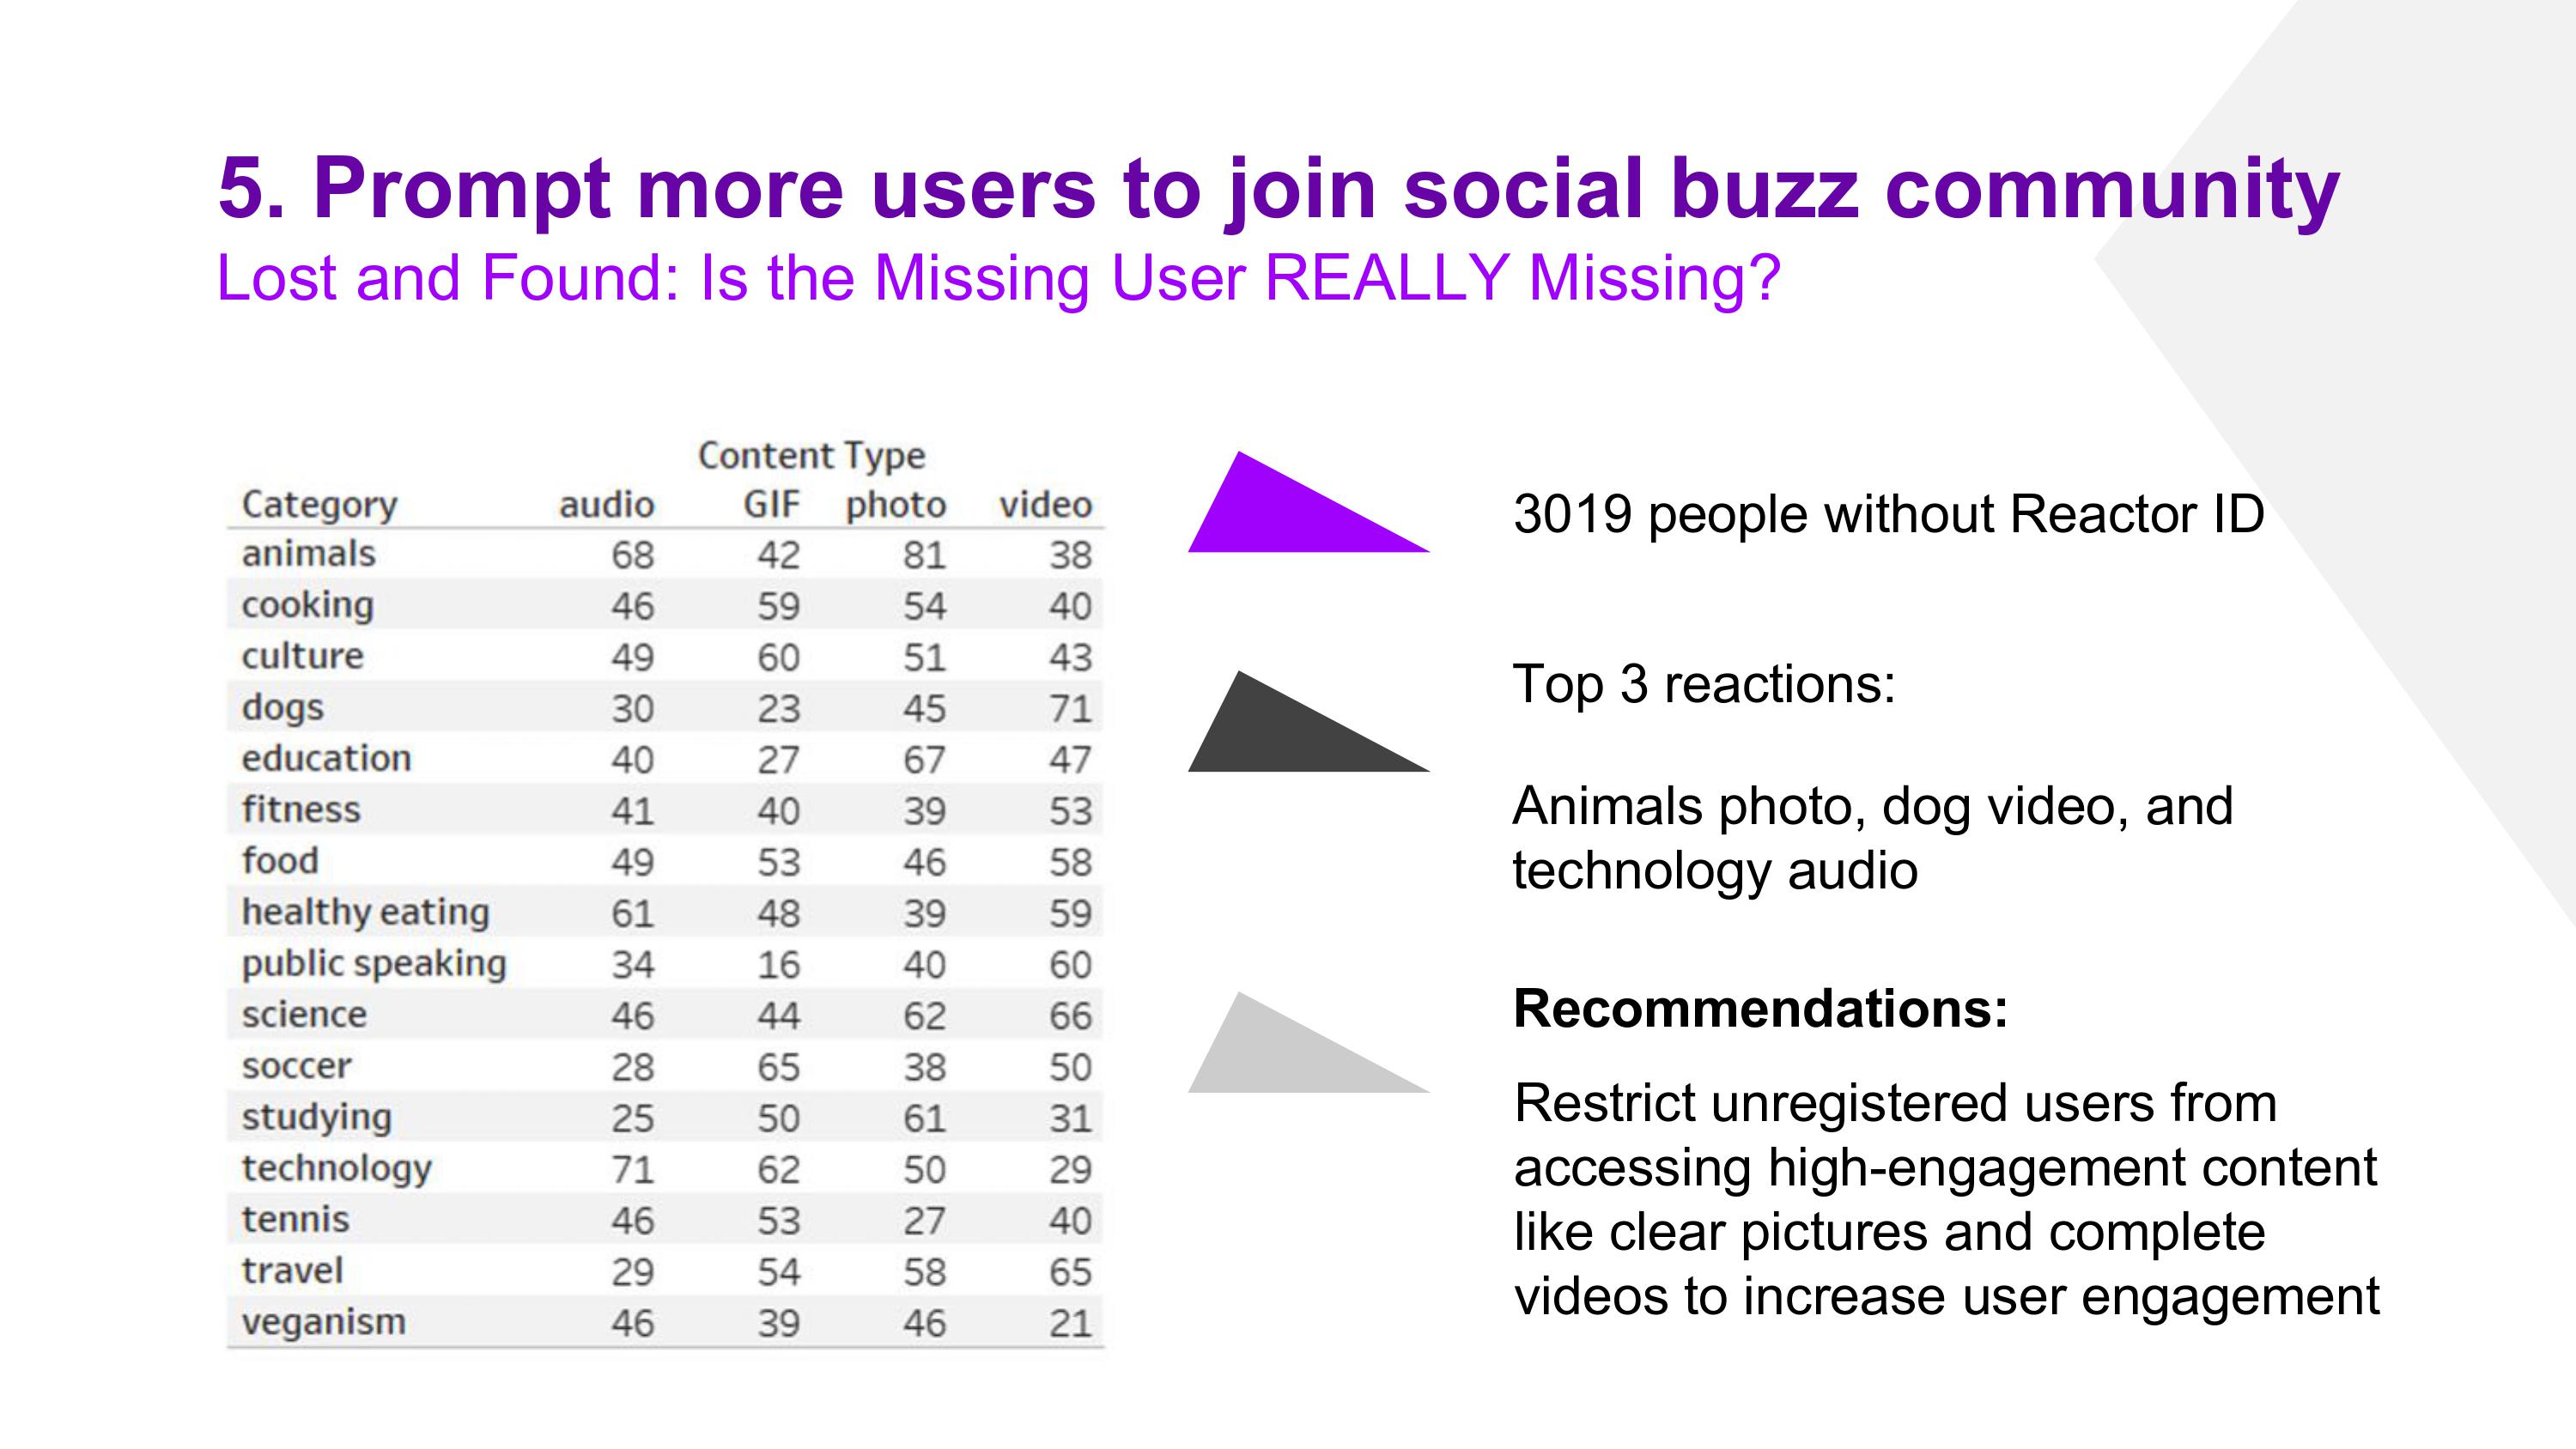 5. Prompt more users to join social buzz community
Lost and Found: Is the Missing User REALLY Missing?
Content Type
Category audio GIF photo video
animals 68 42 81 38
cooking 46 59 54 40
culture 49 60 51 43
dogs 30 23 45 71
education 40 27 67 47
fitness 41 40 39 53
food 49 53 46 58
healthy eating 61 48 39 59
public speaking 34 16 40 60
science 46 44 62 66
soccer 28 65 38 50
studying 25 50 61 31
technology 71 62 50 29
tennis 46 53 27 40
travel 29 54 58 65
veganism 46 39 46 21
3019 people without Reactor ID
Top 3 reactions:
Animals photo, dog video, and
technology audio
Recommendations:
Restrict unregistered users from
accessing high-engagement content
like clear pictures and complete
videos to increase user engagement